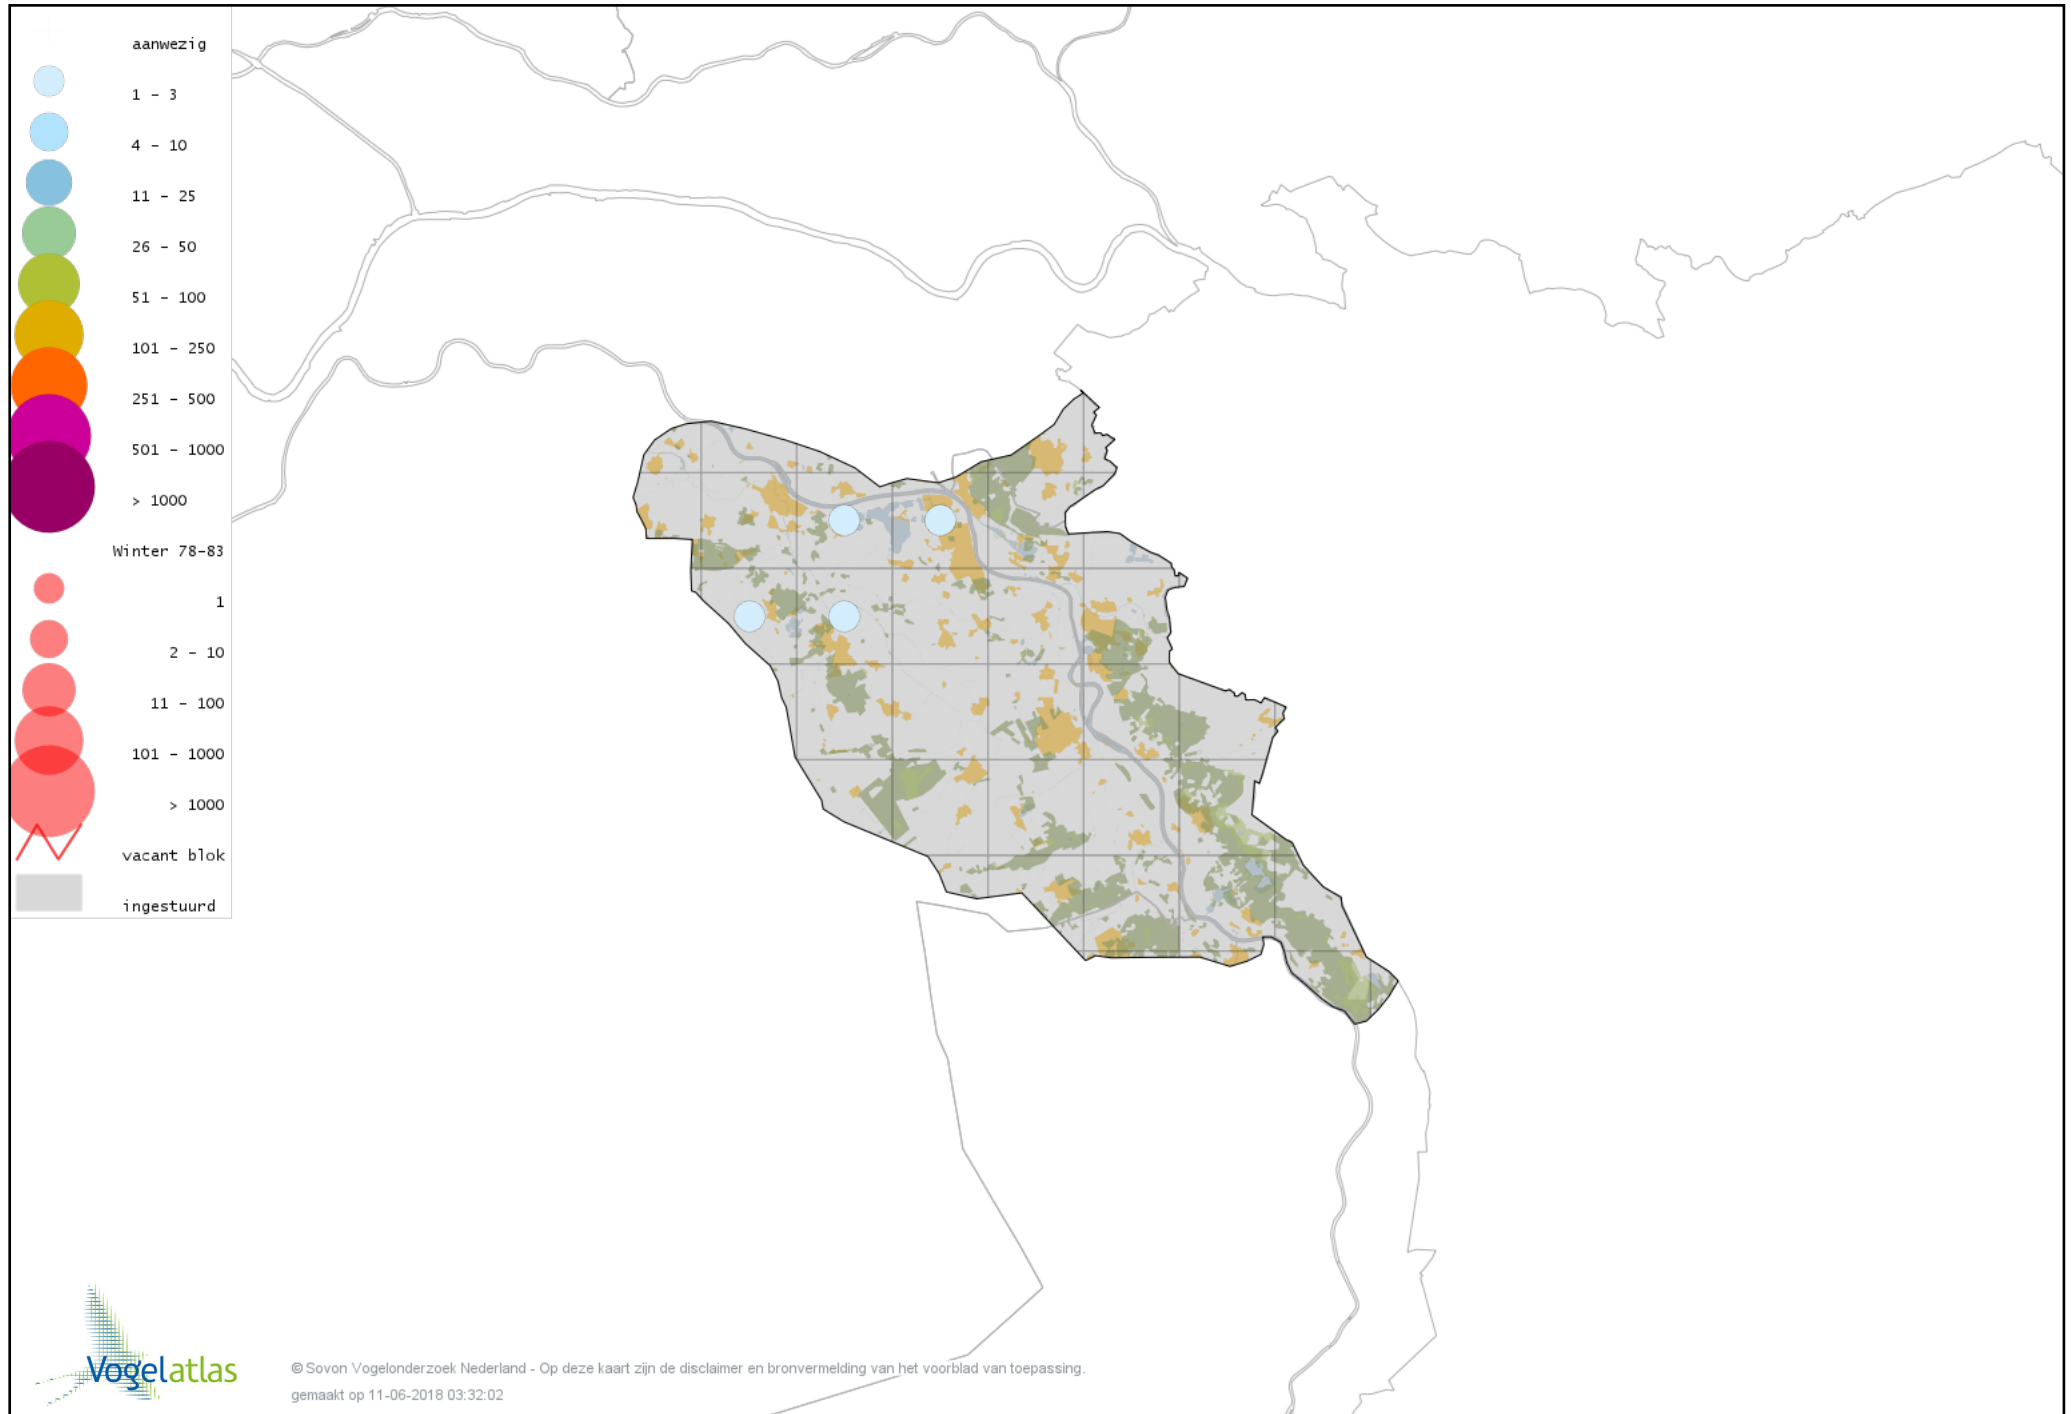 aanwezig
1 – 3
4 – 10
11 – 25
26 – 50
51 – 100
101 – 250
251 – 500
501 – 1000
> 1000
Winter 78-83
1
2 – 10
11 – 100
101 – 1000
> 1000
vacant blok
ingestuurd
Vogelatlas
© Sovon Vogelonderzoek Nederland - Op deze kaart zijn de disclaimer en bronvermelding van het voorblad van toepassing.
gemaakt op 11-06-2018 03:32:02